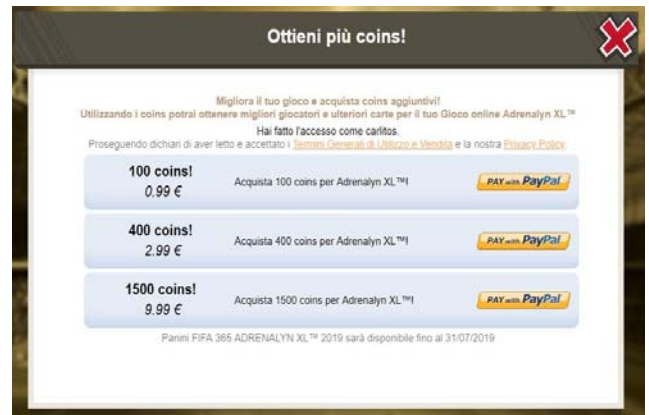 Ottieni più coins!
Migliora il tuo gioco e acquista coins aggiuntivi!
Utilizzando i coins potrai ottenere migliori giocatori e ulteriori carte per il tuo Gioco online Adrenalyn XL™
Hai fatto l'accesso come carlitos.
Proseguendo dichiari di aver letto e accettato i Termini Generali di Utilizzo e Vendita e la nostra Privacy Policy.
100 coins!
0.99 €
Acquista 100 coins per Adrenalyn XL™!
PAY with PayPal
400 coins!
2.99 €
Acquista 400 coins per Adrenalyn XL™!
PAY with PayPal
1500 coins!
9.99 €
Acquista 1500 coins per Adrenalyn XL™!
PAY with PayPal
Panini FIFA 365 ADRENALYN XL™ 2019 sarà disponibile fino al 31/07/2019